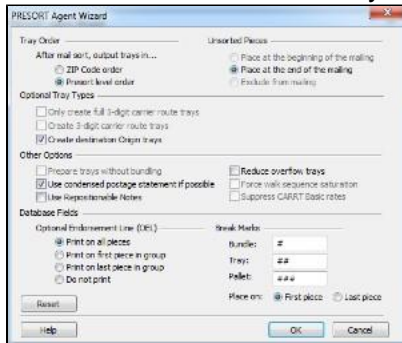 PRESORT Agent Wizard
Tray Order
After mail sort, output trays in...
ZIP Code order
Presort level order
Unsorted Pieces
Place at the beginning of the mailing
Place at the end of the mailing
Exclude from mailing
Optional Tray Types
Only create full 3-digit carrier route trays
Create 3-digit carrier route trays
Create destination Origin trays
Other Options
Prepare trays without bundling
Use condensed postage statement if possible
Use Repositionable Notes
Reduce overflow trays
Force walk sequence saturation
Suppress CARRT Basic rates
Database Fields
Optional Endorsement Line (OEL)
Print on all pieces
Print on first piece in group
Print on last piece in group
Do not print
Break Marks
Bundle: #
Tray: ##
Pallet: ###
Place on: First piece Last piece
Reset
Help OK Cancel